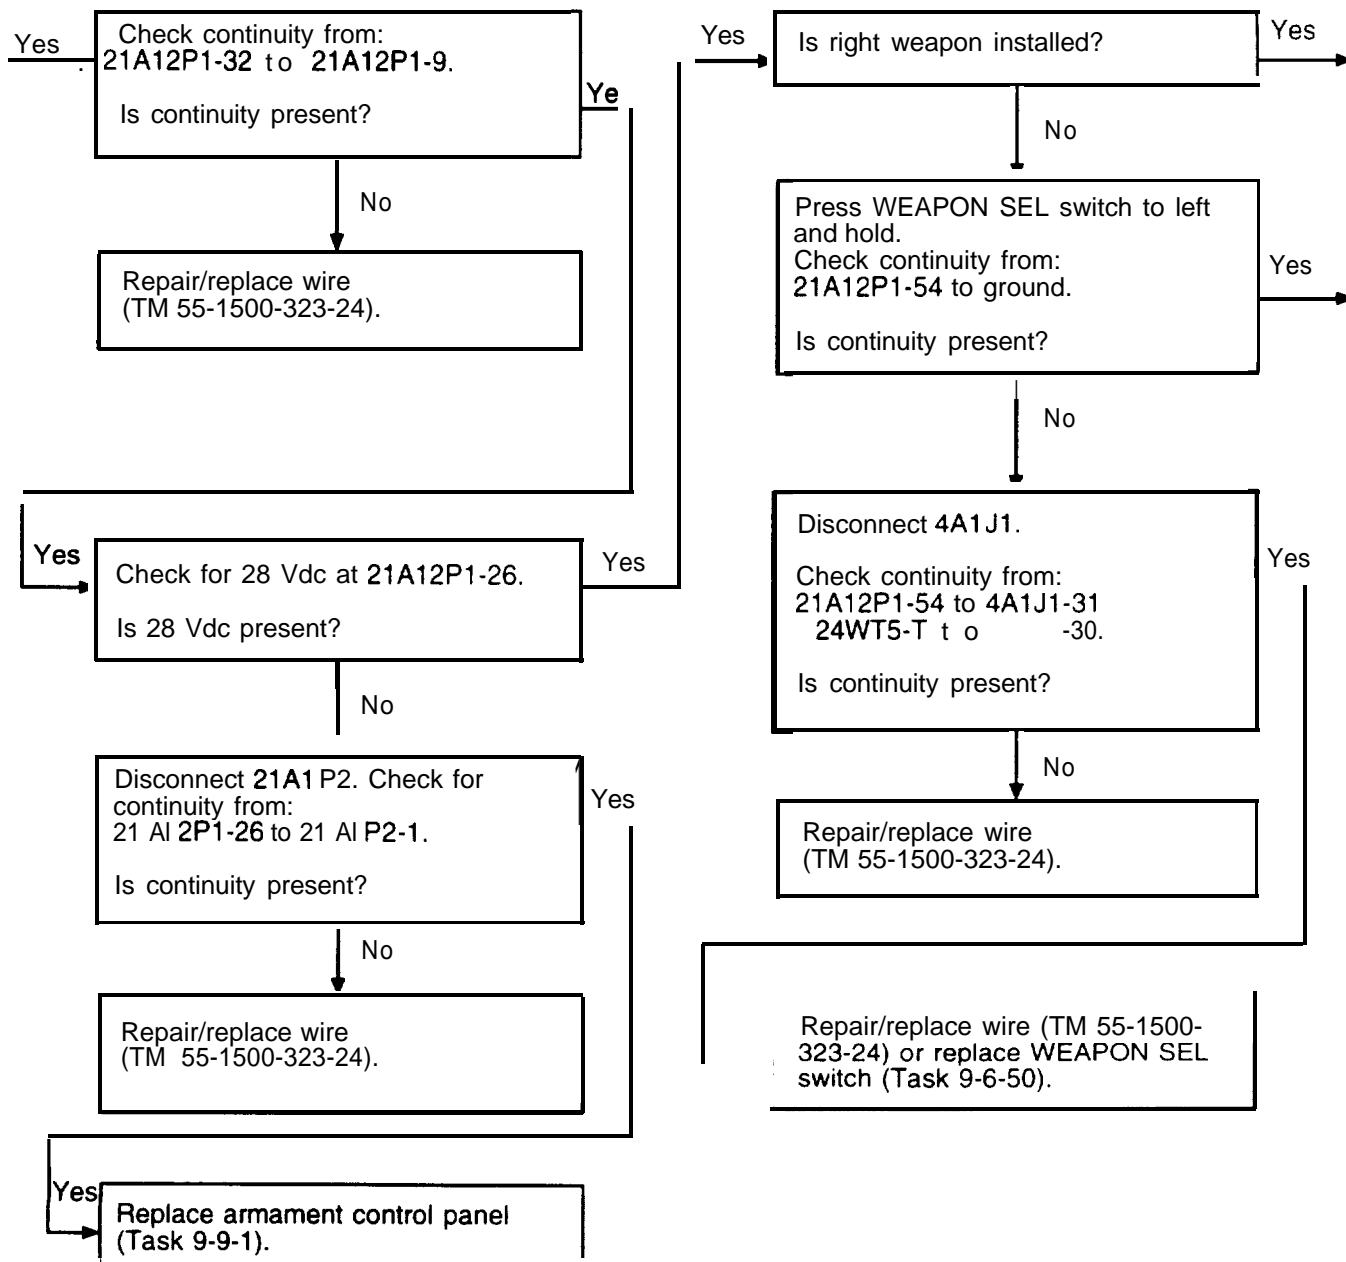 Yes
Check continuity from:
21A12P1-32 to 21A12P1-9.
Is continuity present?
Ye
No
Repair/replace wire
(TM 55-1500-323-24).
Yes
Check for 28 Vdc at 21A12P1-26.
Is 28 Vdc present?
Yes
No
Disconnect 21A1P2. Check for
continuity from:
21 Al 2P1-26 to 21 Al P2-1.
Is continuity present?
Yes
No
Repair/replace wire
(TM 55-1500-323-24).
Yes
Replace armament control panel
(Task 9-9-1).
Yes
Is right weapon installed?
Yes
No
Press WEAPON SEL switch to left
and hold.
Check continuity from:
21A12P1-54 to ground.
Is continuity present?
Yes
No
Disconnect 4A1J1.
Check continuity from:
21A12P1-54 to 4A1J1-31
24WT5-T to -30.
Is continuity present?
Yes
No
Repair/replace wire
(TM 55-1500-323-24).
Repair/replace wire (TM 55-1500-
323-24) or replace WEAPON SEL
switch (Task 9-6-50).